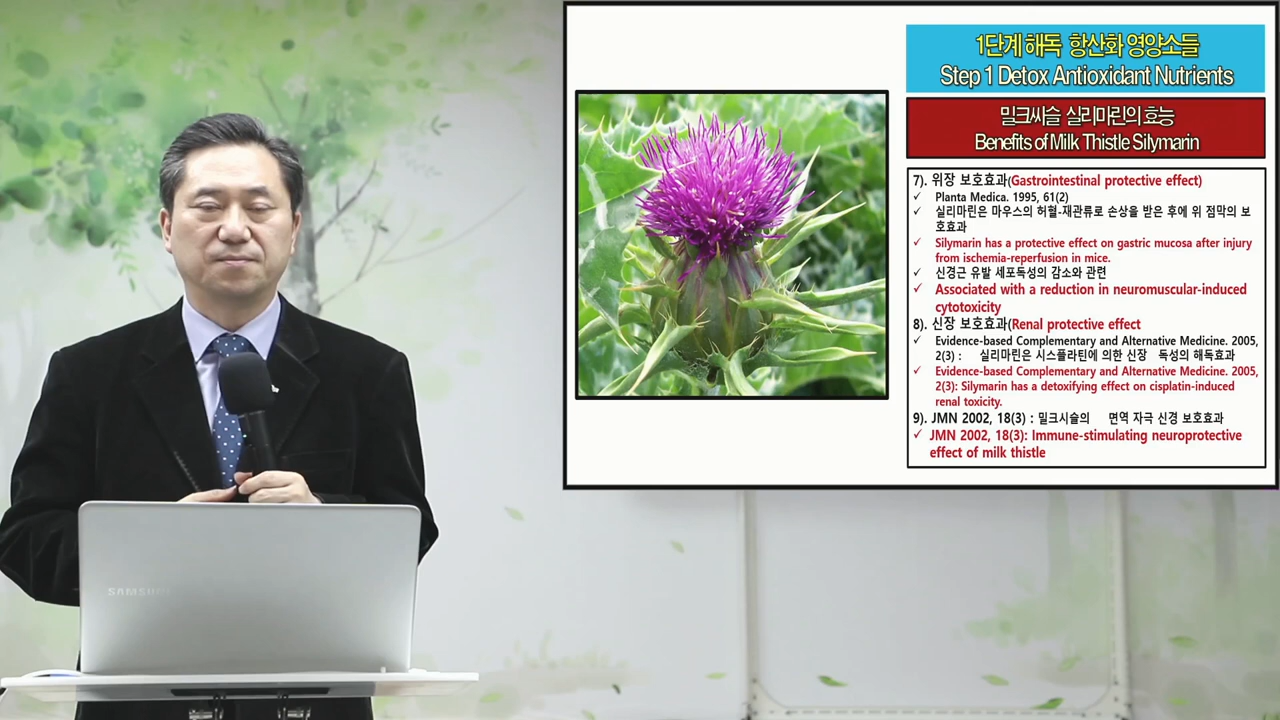 1단계 해독 항산화 영양소들
Step 1 Detox Antioxidant Nutrients
밀크씨슬 실리마린의 효능
Benefits of Milk Thistle Silymarin
7). 위장 보호효과(Gastrointestinal protective effect)
✓ Planta Medica. 1995, 61(2)
✓ 실리마린은 마우스의 허혈-재관류로 손상을 받은 후에 위 점막의 보
호효과
✓ Silymarin has a protective effect on gastric mucosa after injury
from ischemia-reperfusion in mice.
✓ 신경근 유발 세포독성의 감소와 관련
✓ Associated with a reduction in neuromuscular-induced
cytotoxicity
8). 신장 보호효과(Renal protective effect
✓ Evidence-based Complementary and Alternative Medicine. 2005,
2(3) : 실리마린은 시스플라틴에 의한 신장 독성의 해독효과
✓ Evidence-based Complementary and Alternative Medicine. 2005,
2(3): Silymarin has a detoxifying effect on cisplatin-induced
renal toxicity.
9). JMN 2002, 18(3) : 밀크시슬의 면역 자극 신경 보호효과
✓ JMN 2002, 18(3): Immune-stimulating neuroprotective
effect of milk thistle
SAMSUNG